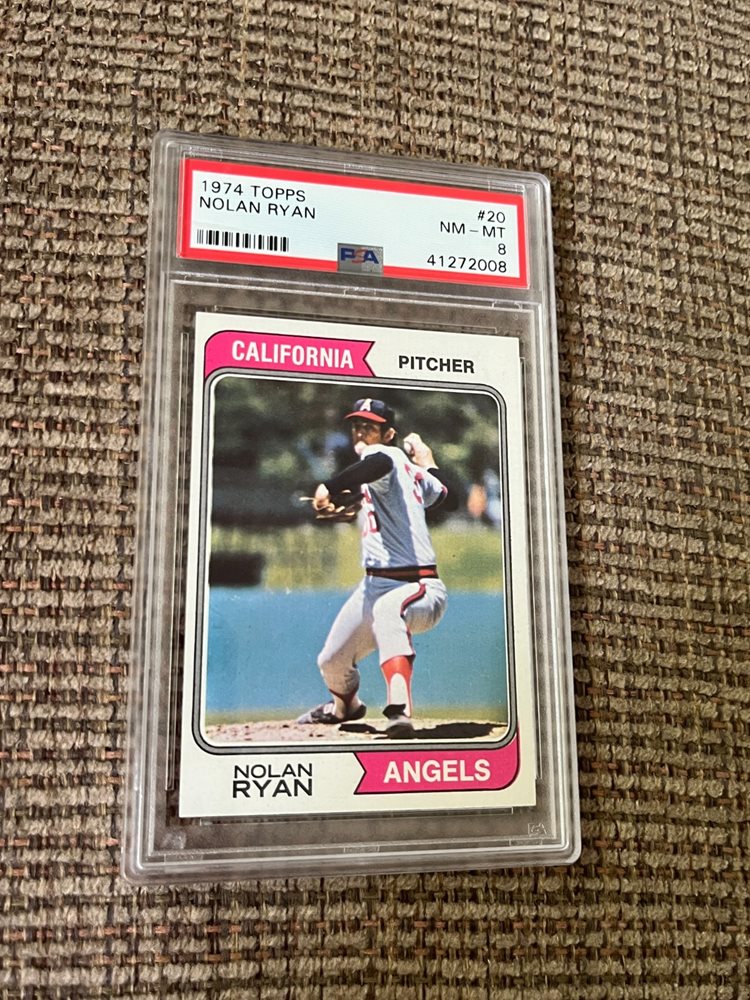 1974 TOPPS
NOLAN RYAN
#20
NM – MT
8
41272008
PSA
CALIFORNIA
PITCHER
A
NOLAN
RYAN
ANGELS